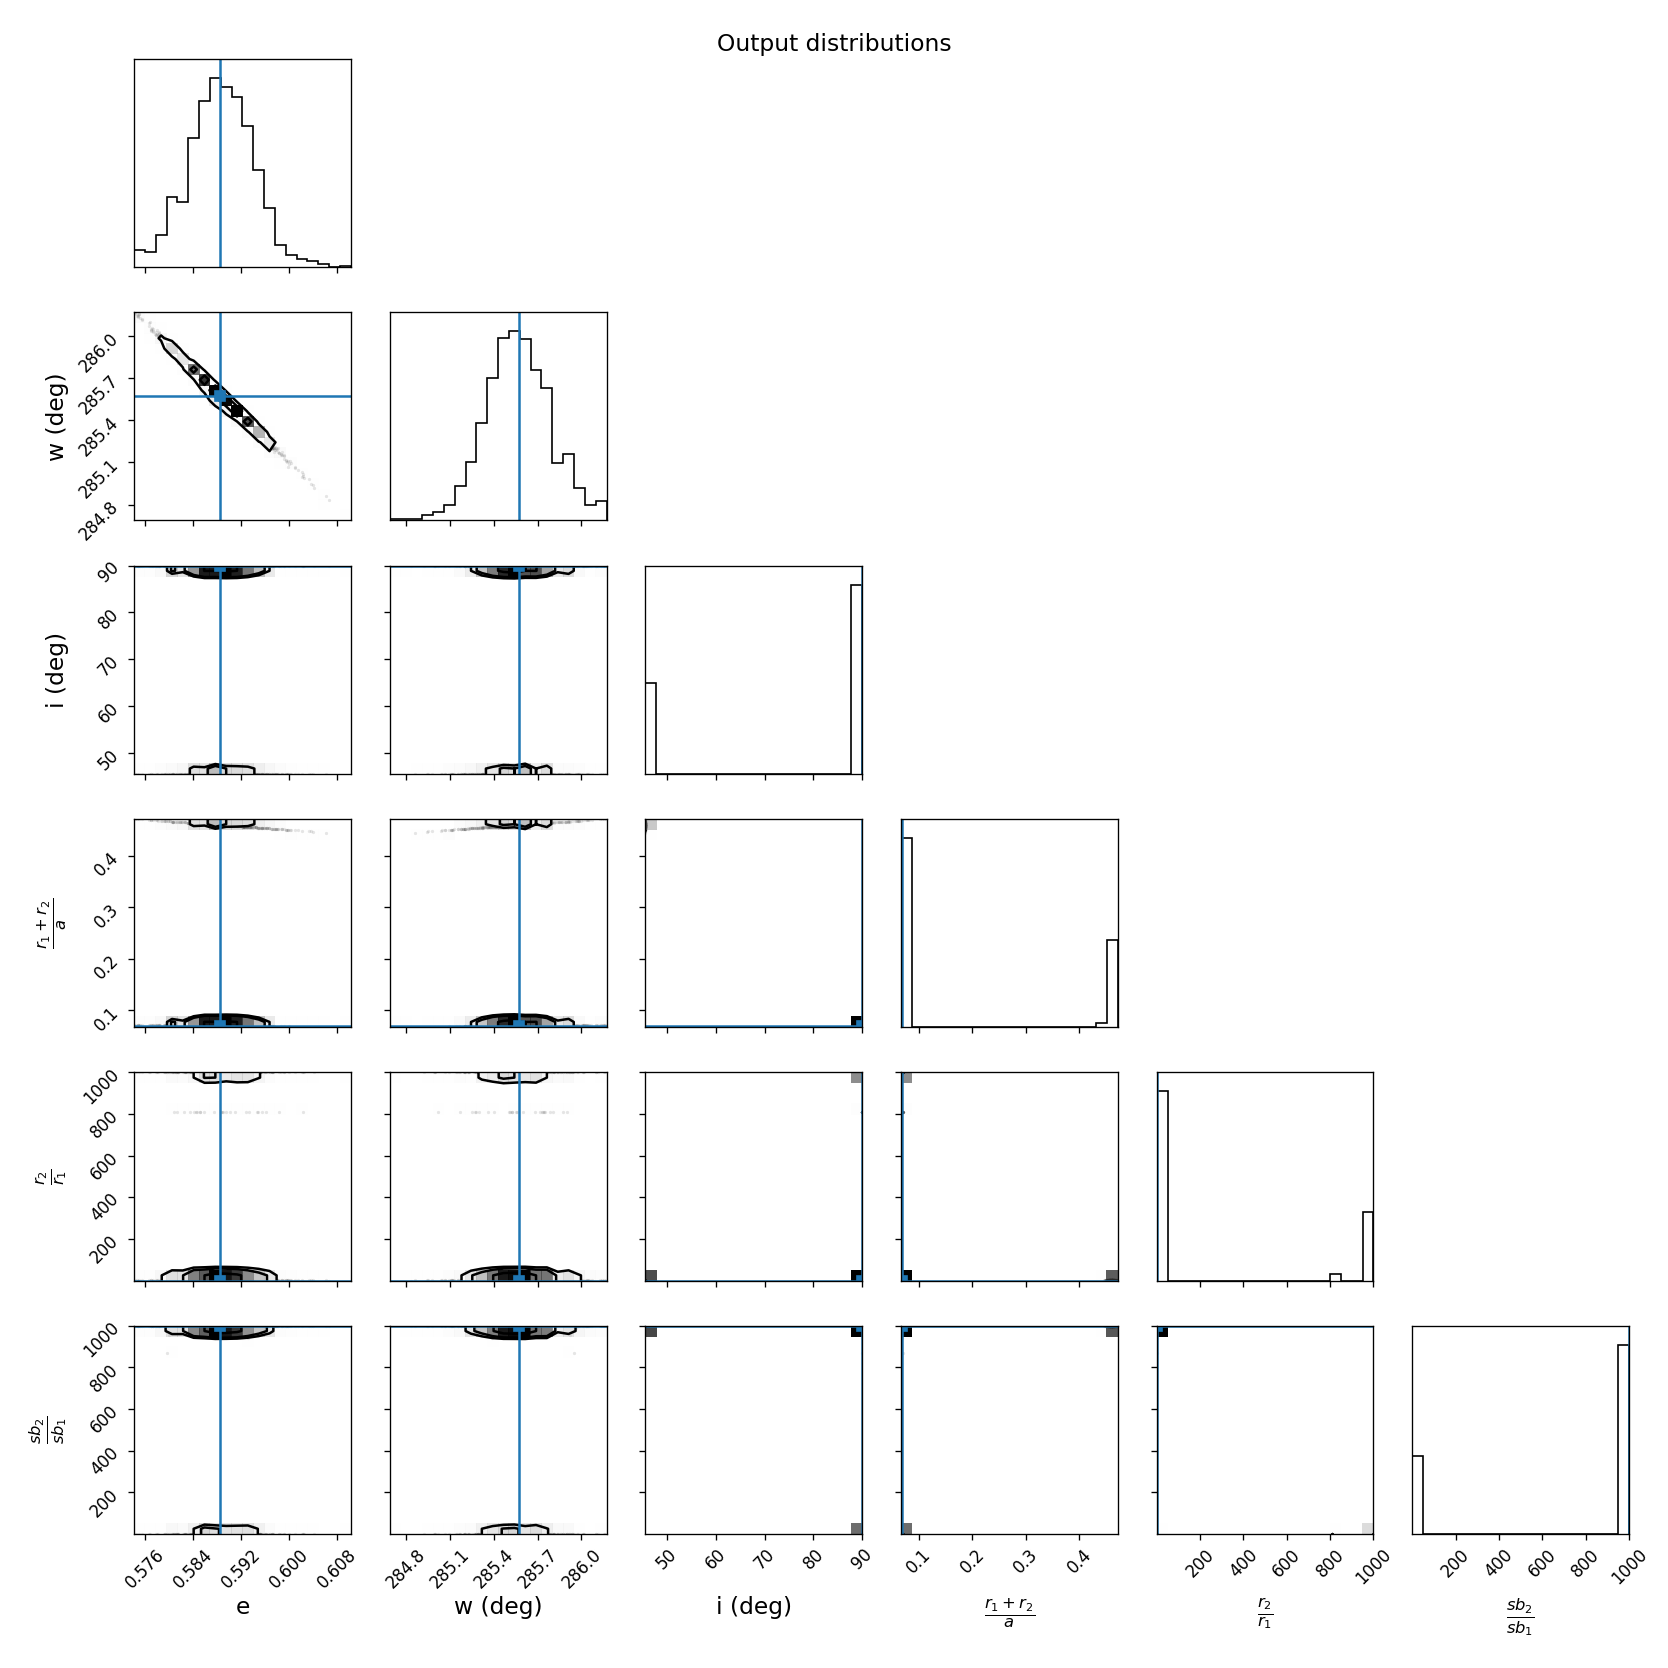 Output distributions
w (deg)
286.0
285.7
285.4
285.1
284.8
i (deg)
90
80
70
60
50
r₁ + r₂
a
0.4
0.3
0.2
0.1
r₂
r₁
1000
800
600
400
200
sb₂
sb₁
1000
800
600
400
200
0.576 0.584 0.592 0.600 0.608
284.8 285.1 285.4 285.7 286.0
50 60 70 80 90
0.1 0.2 0.3 0.4
200 400 600 800 1000
200 400 600 800 1000
e
w (deg)
i (deg)
r₁ + r₂
a
r₂
r₁
sb₂
sb₁